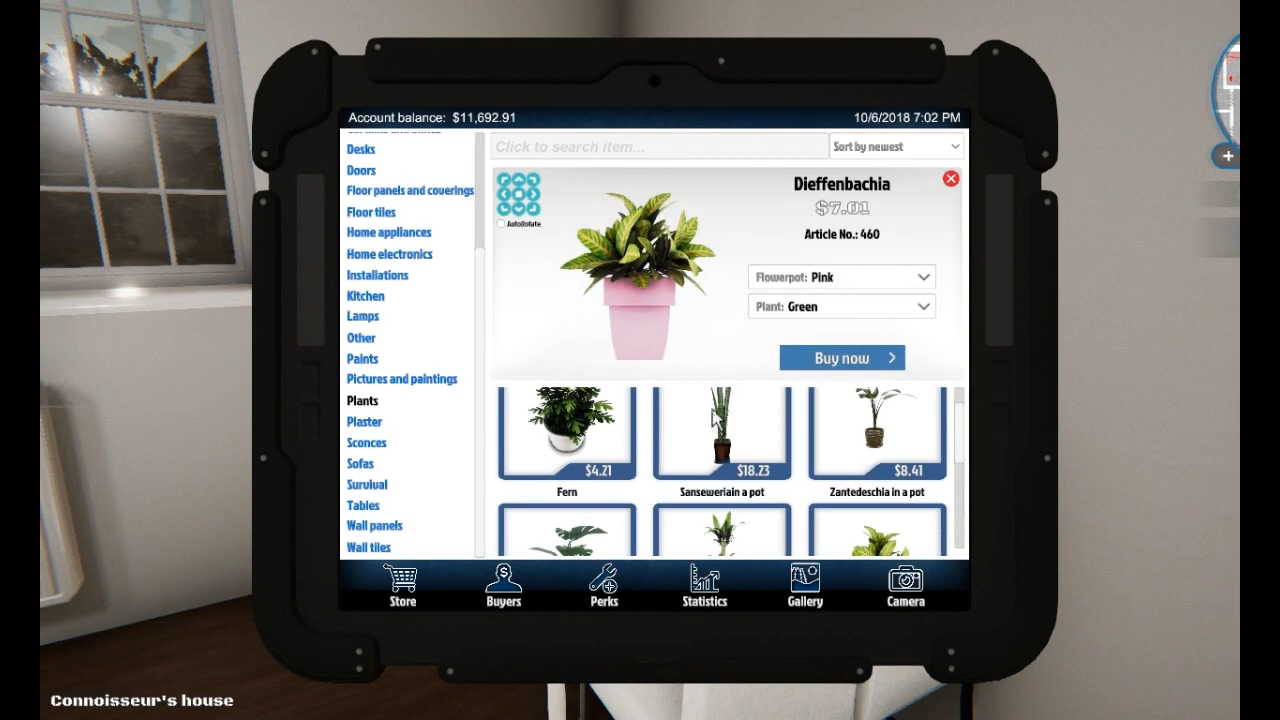 Account balance: $11,692.91
10/6/2018 7:02 PM
Desks
Doors
Floor panels and coverings
Floor tiles
Home appliances
Home electronics
Installations
Kitchen
Lamps
Other
Paints
Pictures and paintings
Plants
Plaster
Sconces
Sofas
Survival
Tables
Wall panels
Wall tiles
Click to search item...
Sort by newest
AutoRotate
Dieffenbachia
$7.01
Article No.: 460
Flowerpot: Pink
Plant: Green
Buy now
$4.21
$18.23
$8.41
Fern
Sanseweriain a pot
Zantedeschia in a pot
Store
Buyers
Perks
Statistics
Gallery
Camera
Connoisseur's house